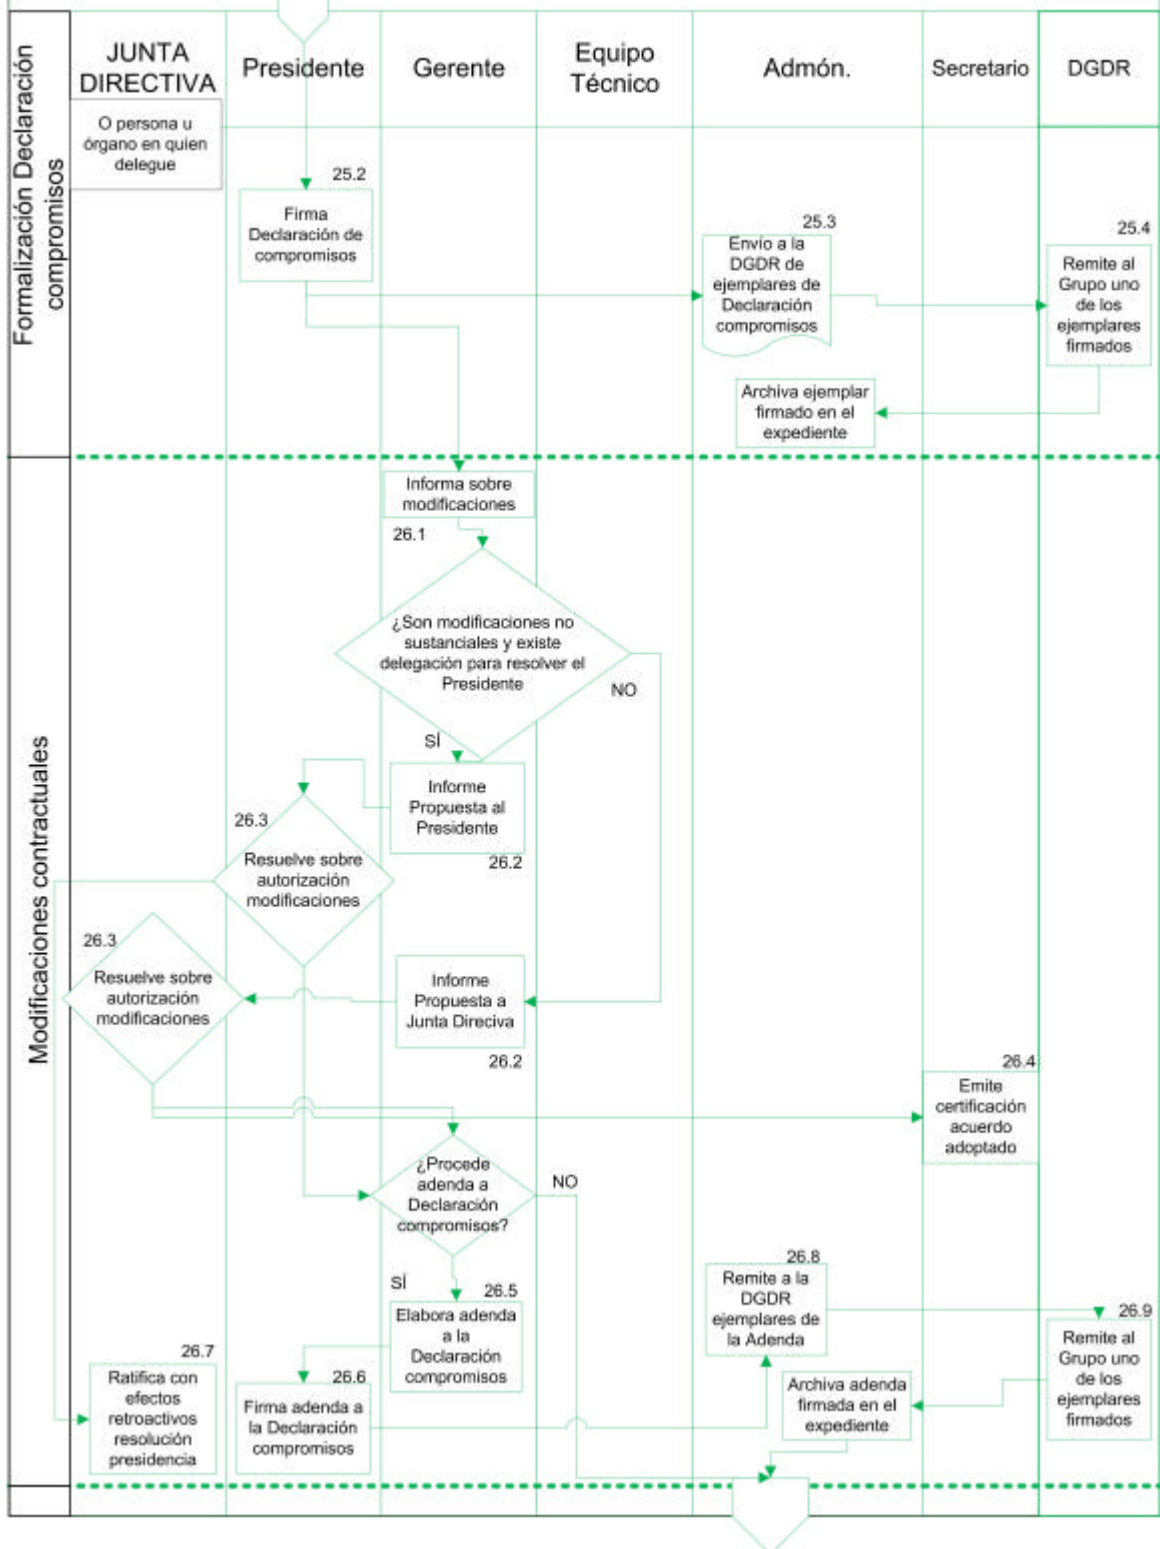 Formalización Declaración
compromisos
JUNTA
DIRECTIVA
Presidente
Gerente
Equipo
Técnico
Admón.
Secretario
DGDR
O persona u
órgano en quien
delegue
25.2
Firma
Declaración de
compromisos
25.3
Envío a la
DGDR de
ejemplares de
Declaración
compromisos
25.4
Remite al
Grupo uno
de los
ejemplares
firmados
Archiva ejemplar
firmado en el
expediente
Modificaciones contractuales
Informa sobre
modificaciones
26.1
¿Son modificaciones no
sustanciales y existe
delegación para resolver el
Presidente
NO
SÍ
Informe
Propuesta al
Presidente
26.2
26.3
Resuelve sobre
autorización
modificaciones
26.3
Resuelve sobre
autorización
modificaciones
Informe
Propuesta a
Junta Direciva
26.2
26.4
Emite
certificación
acuerdo
adoptado
¿Procede
adenda a
Declaración
compromisos?
NO
SÍ
26.5
Elabora adenda
a la
Declaración
compromisos
26.8
Remite a la
DGDR
ejemplares de
la Adenda
26.9
Remite al
Grupo uno
de los
ejemplares
firmados
26.7
Ratifica con
efectos
retroactivos
resolución
presidencia
26.6
Firma adenda a
la Declaración
compromisos
Archiva adenda
firmada en el
expediente